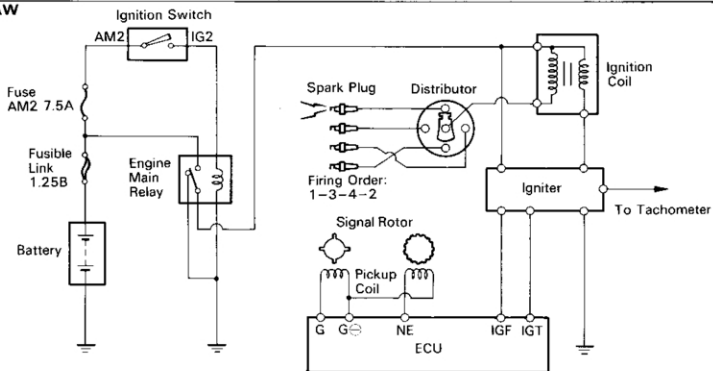 AW
Ignition Switch
AM2
IG2
Fuse
AM2 7.5A
Fusible
Link
1.25B
Engine
Main
Relay
Battery
Spark Plug
Distributor
Firing Order:
1-3-4-2
Ignition
Coil
Igniter
To Tachometer
Signal Rotor
Pickup
Coil
G
G⊖
NE
IGF
IGT
ECU